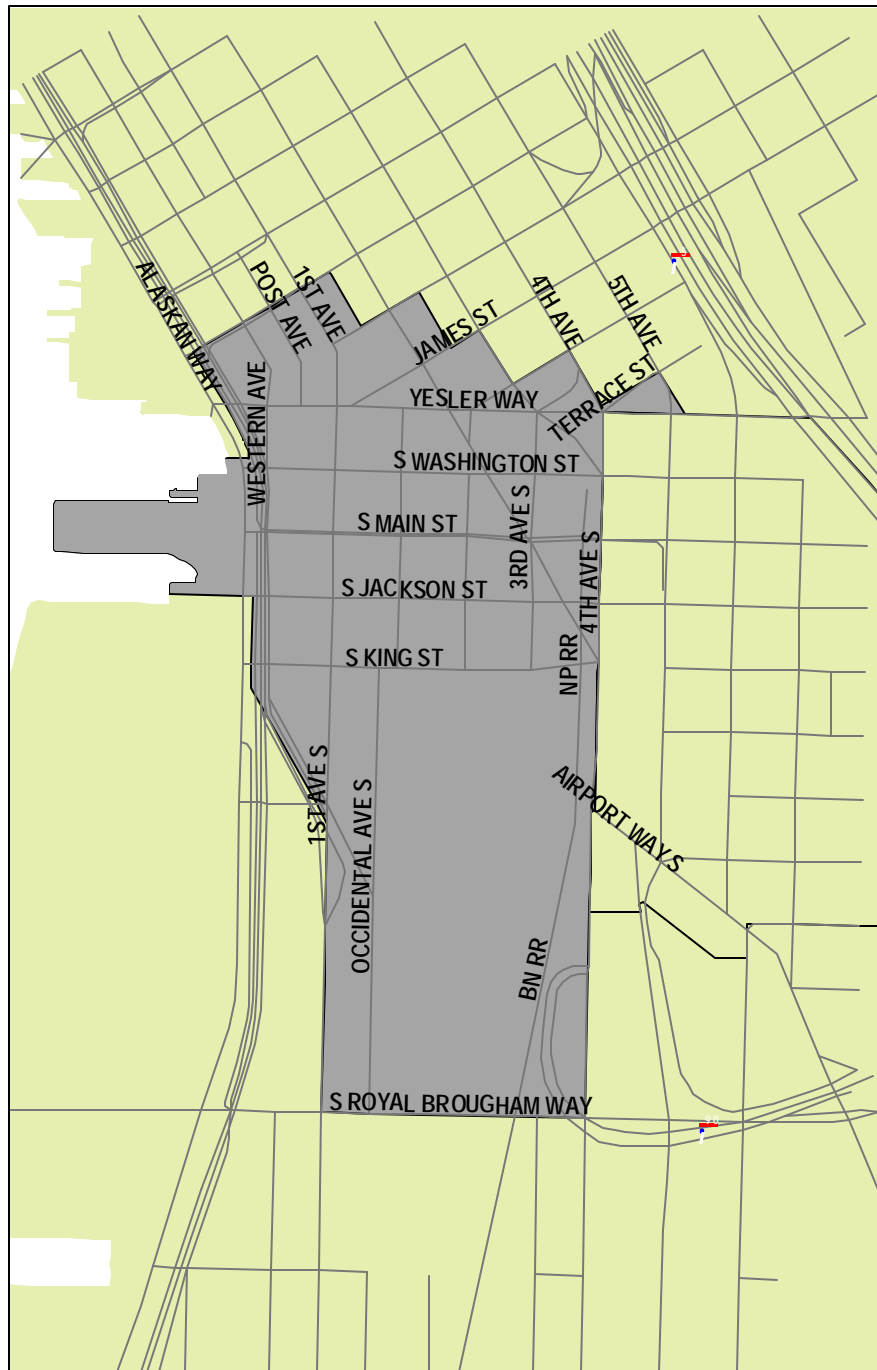 ALASKAN WAY
POST AVE
1ST AVE
4TH AVE
5TH AVE
JAMES ST
WESTERN AVE
YESLER WAY
TERRACE ST
S WASHINGTON ST
S MAIN ST
3RD AVE S
4TH AVE S
S JACKSON ST
S KING ST
NP RR
1ST AVE S
OCCIDENTAL AVE S
AIRPORT WAY S
BN RR
S ROYAL BROUGHAM WAY